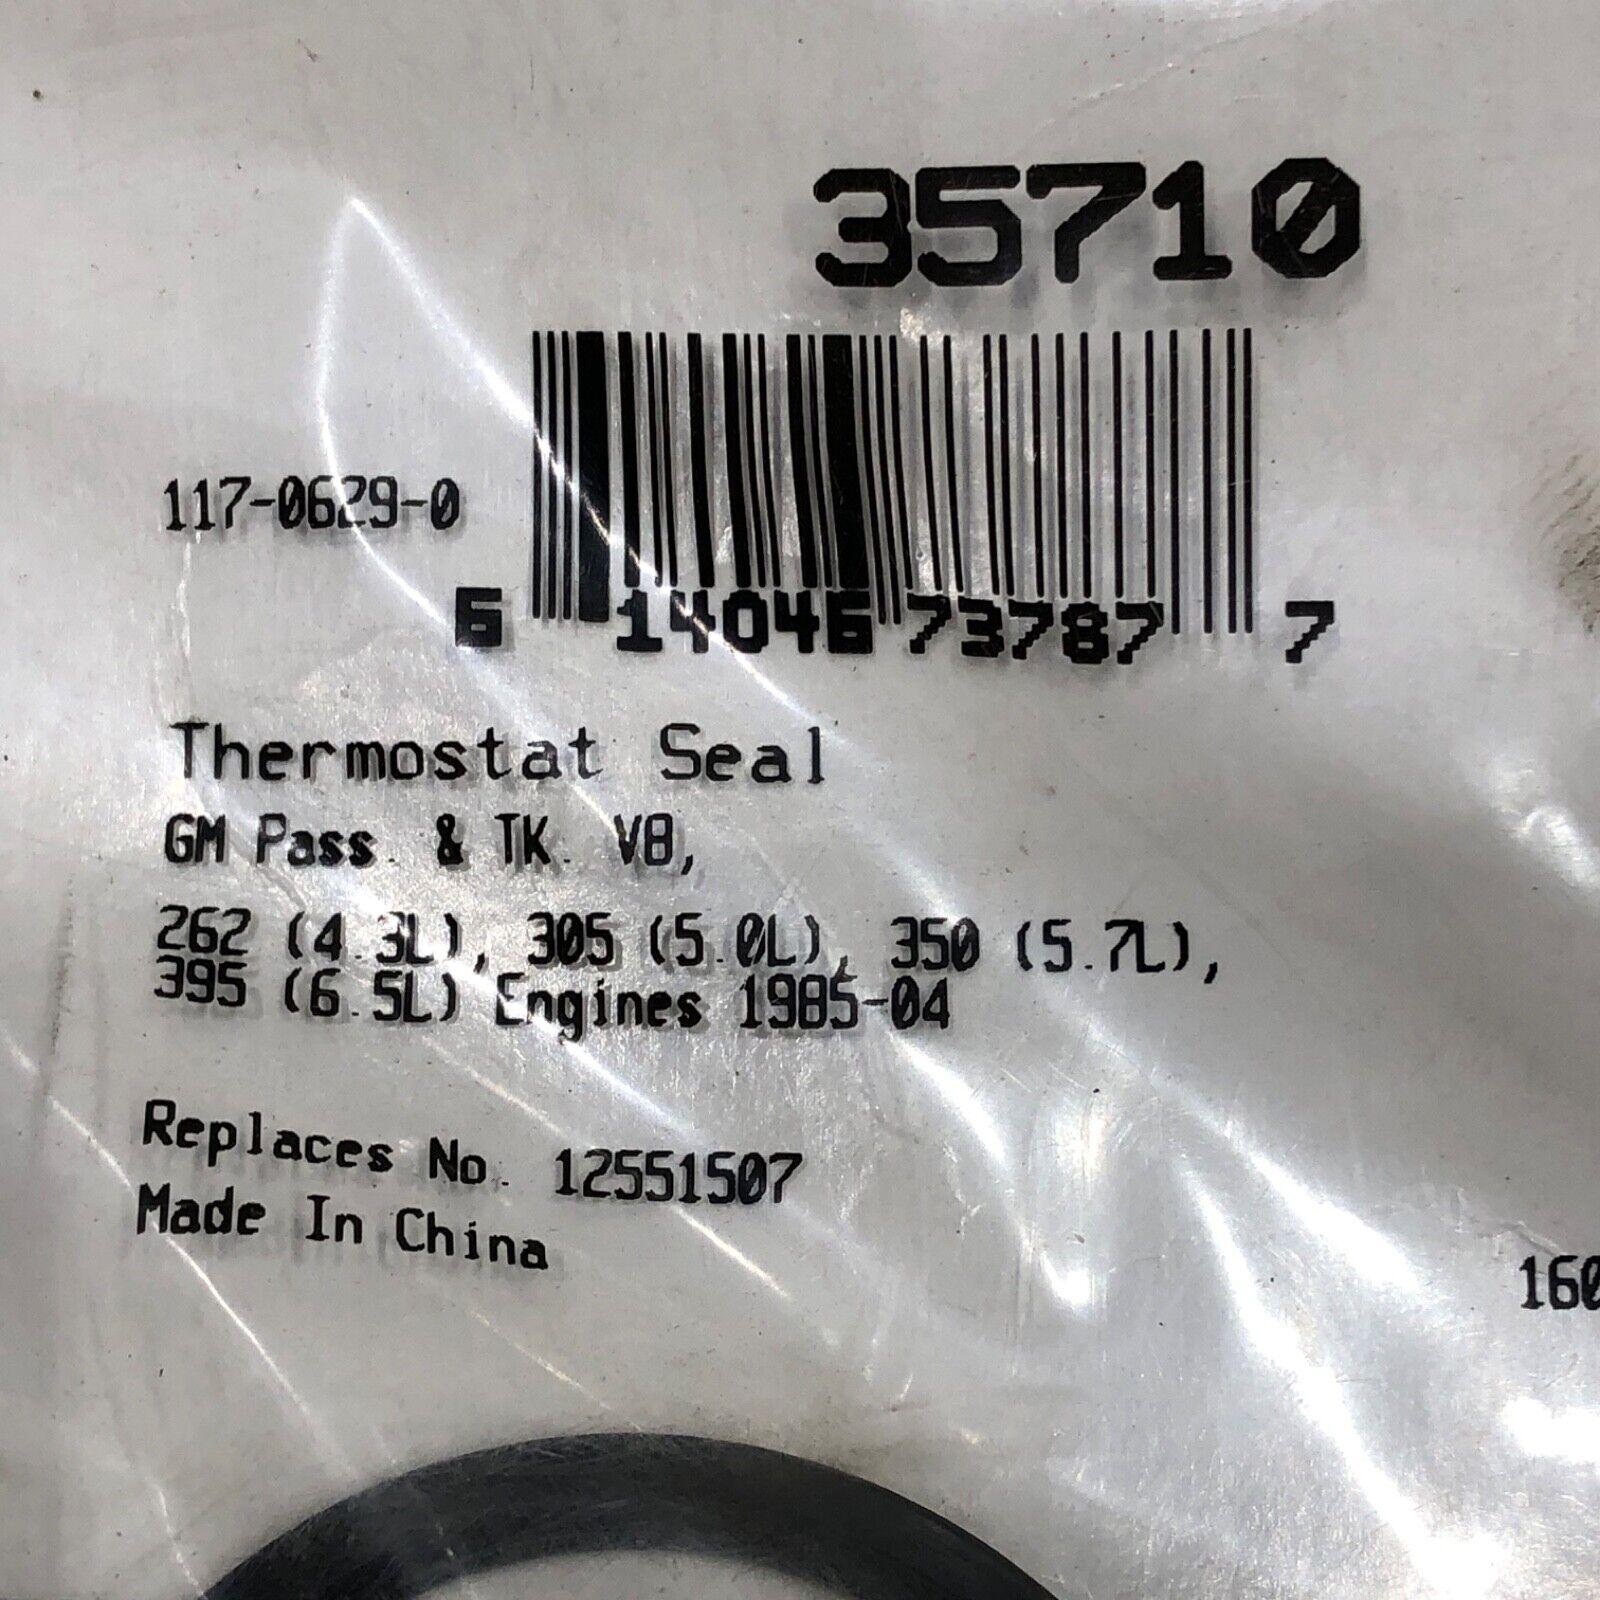 35710
117-0629-0
6 14046 73787 7
Thermostat Seal
GM Pass. & TK. V8,
262 (4.3L), 305 (5.0L), 350 (5.7L),
395 (6.5L) Engines 1985-04
Replaces No. 12551507
Made In China
160